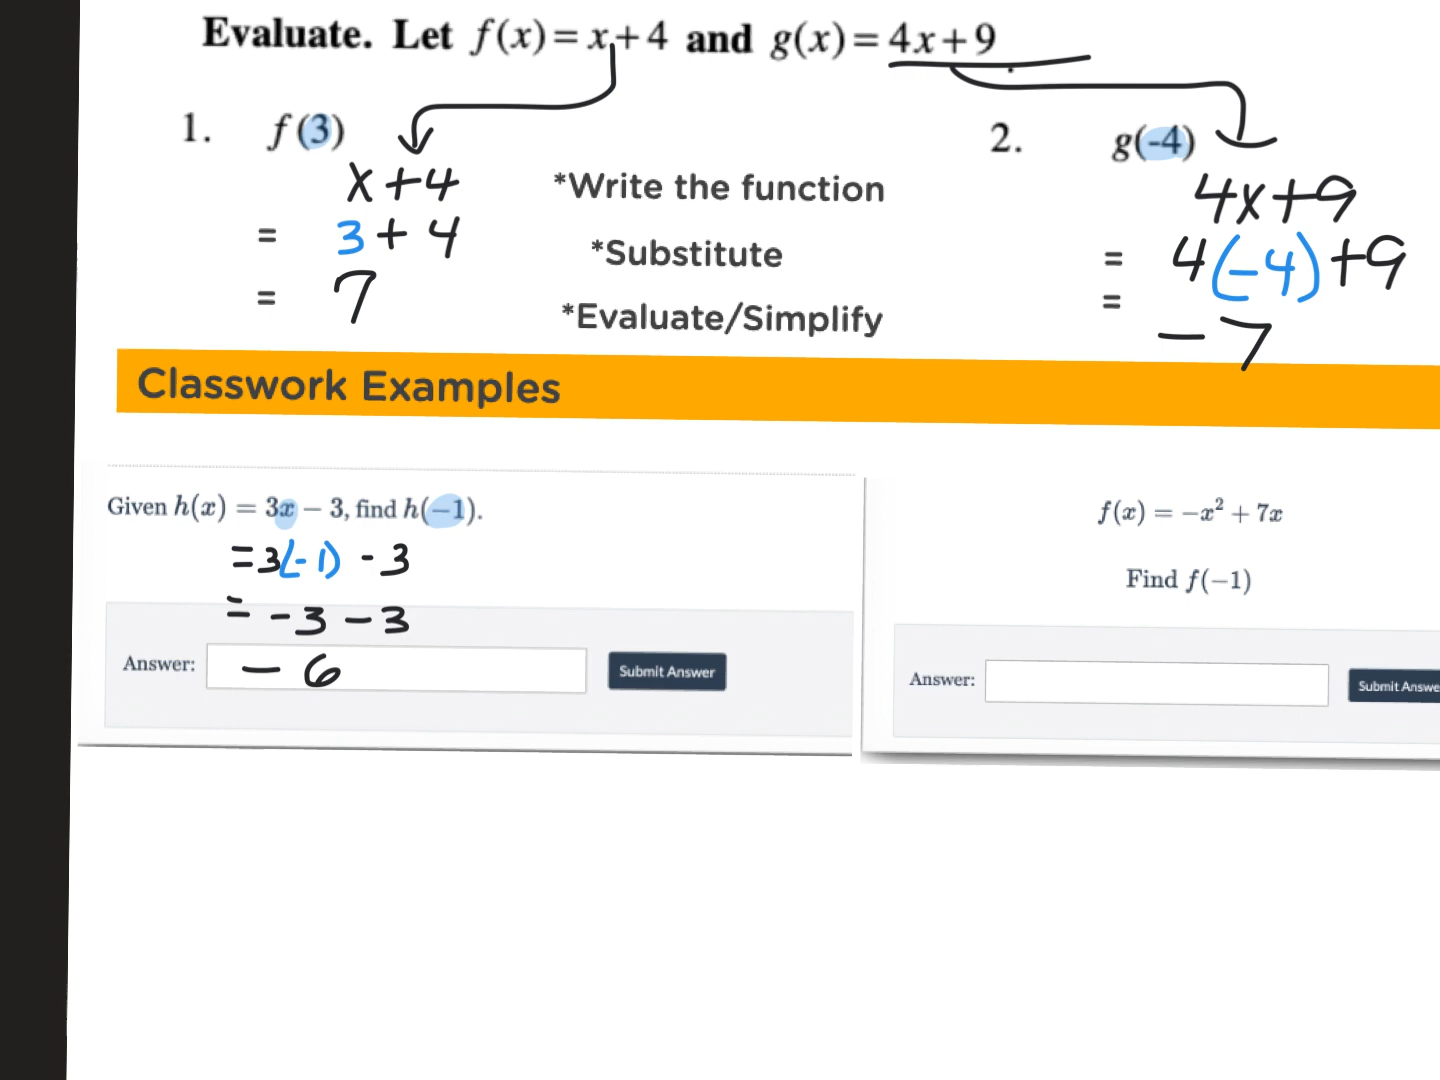 Evaluate. Let f(x) = x + 4 and g(x) = 4x + 9
1. f(3)
x + 4
= 3 + 4
= 7
*Write the function
*Substitute
*Evaluate/Simplify
2. g(-4)
4x + 9
= 4(-4) + 9
=
-7
Classwork Examples
Given h(x) = 3x − 3, find h(−1).
= 3(-1) - 3
= -3 - 3
Answer: -6 Submit Answer
f(x) = −x² + 7x
Find f(−1)
Answer: Submit Answe